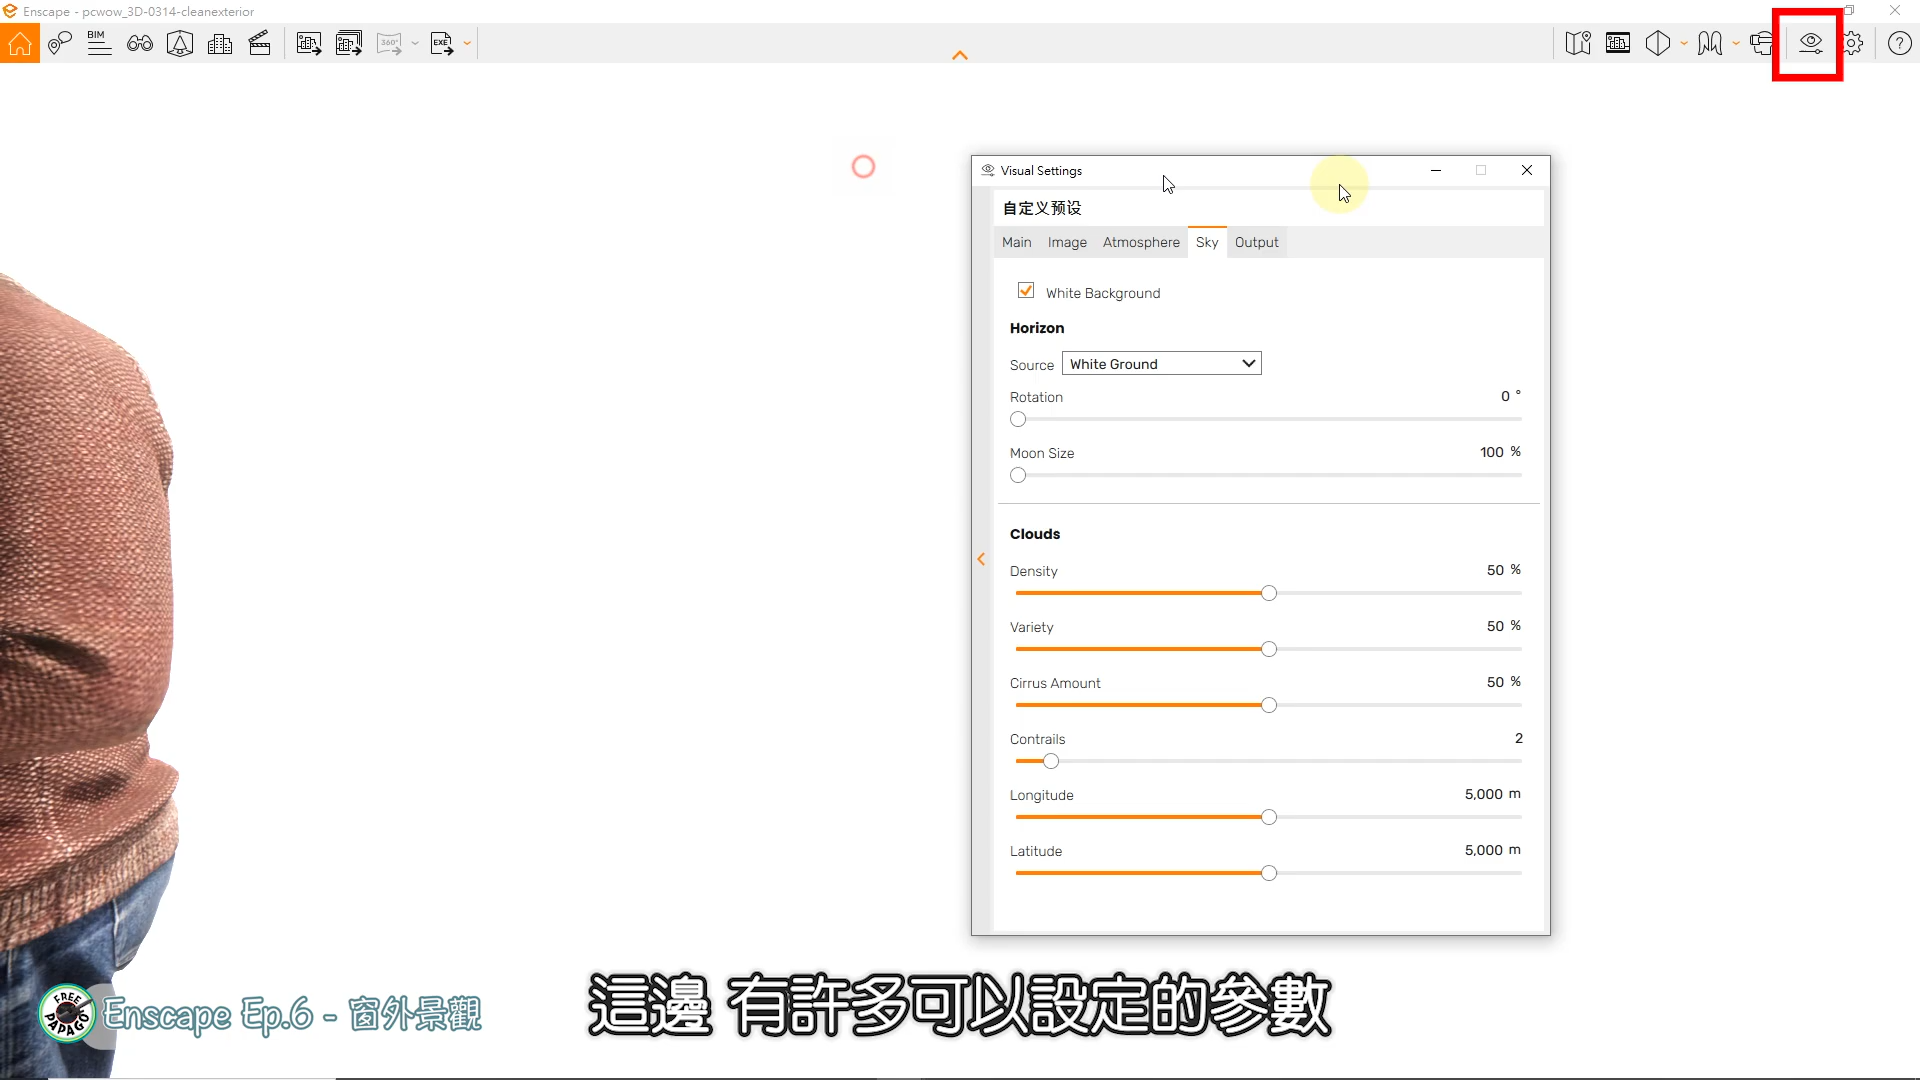 Enscape - pcwow_3D-0314-cleanexterior
BIM
360°
EXE
Visual Settings
自定义预设
Main Image Atmosphere Sky Output
White Background
Horizon
Source White Ground
Rotation 0 °
Moon Size 100 %
Clouds
Density 50 %
Variety 50 %
Cirrus Amount 50 %
Contrails 2
Longitude 5,000 m
Latitude 5,000 m
這邊 有許多可以設定的參數
FREE PAPAGO
Enscape Ep.6 - 窗外景觀